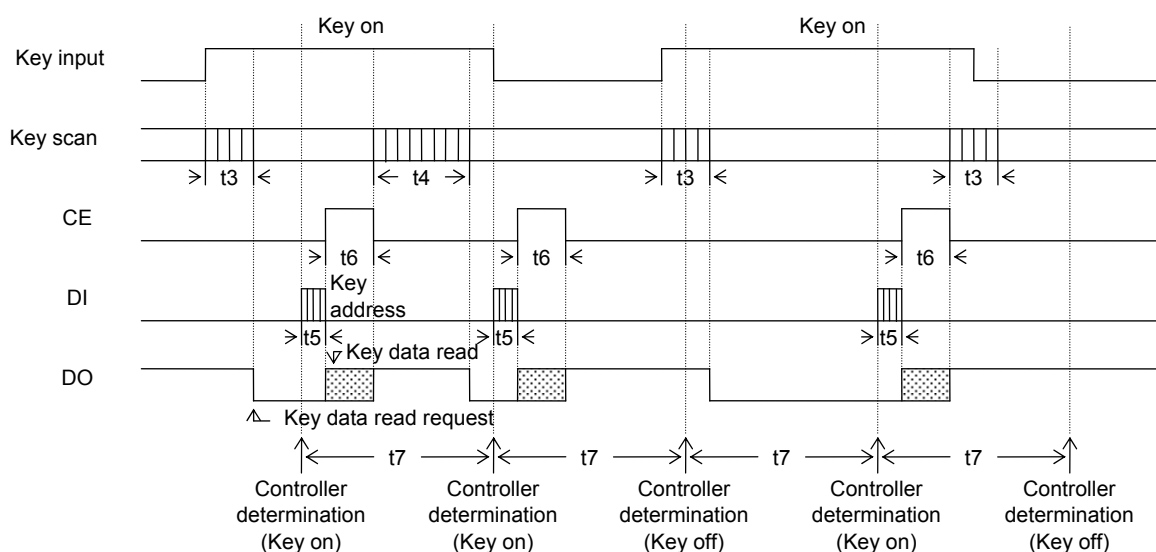 Key on
Key on
Key input
Key scan
t3
t4
t3
t3
CE
t6
t6
t6
DI
Key
address
t5
t5
t5
Key data read
DO
Key data read request
t7
t7
t7
t7
Controller
determination
(Key on)
Controller
determination
(Key on)
Controller
determination
(Key off)
Controller
determination
(Key on)
Controller
determination
(Key off)